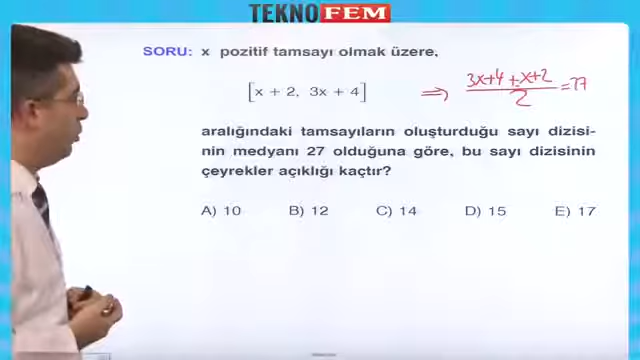 TEKNOFEM
SORU: x pozitif tamsayı olmak üzere,
[x + 2, 3x + 4] ⇒ (3x+4+x+2)/2 = 27
aralığındaki tamsayıların oluşturduğu sayı dizisi-
nin medyanı 27 olduğuna göre, bu sayı dizisinin
çeyrekler açıklığı kaçtır?
A) 10 B) 12 C) 14 D) 15 E) 17